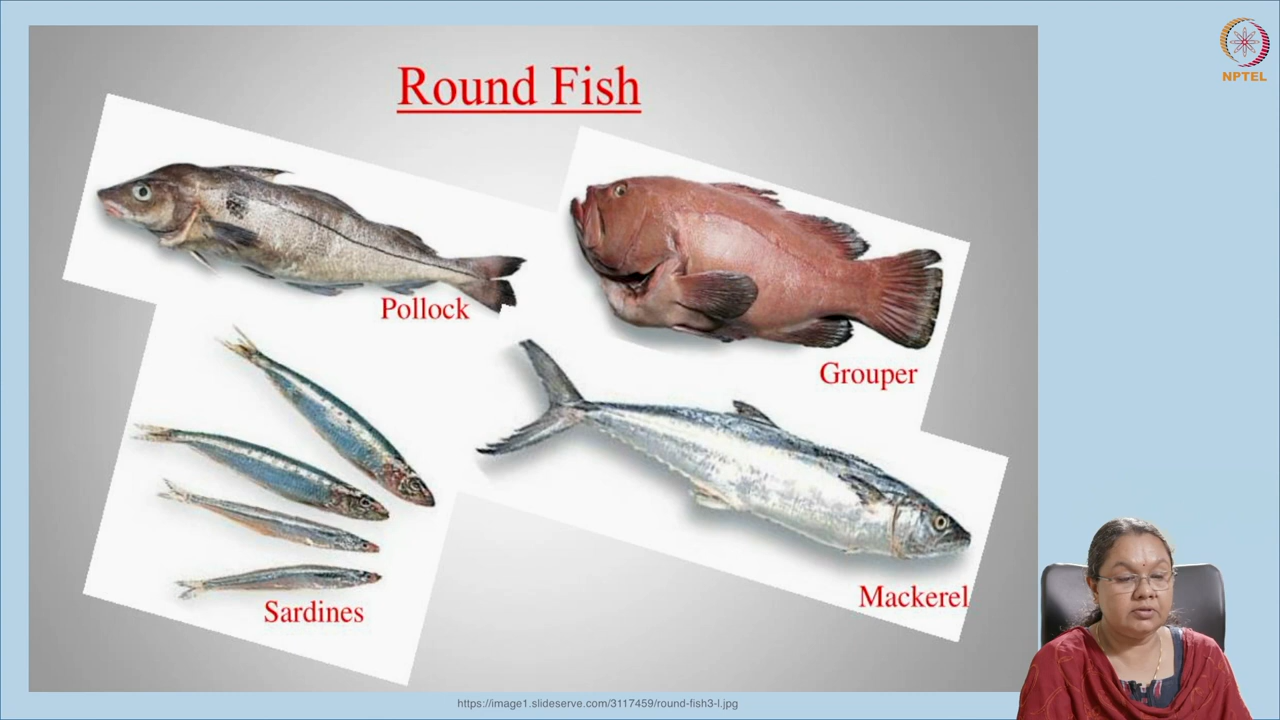 Round Fish
NPTEL
Pollock
Grouper
Sardines
Mackerel
https://image1.slideserve.com/3117459/round-fish3-l.jpg